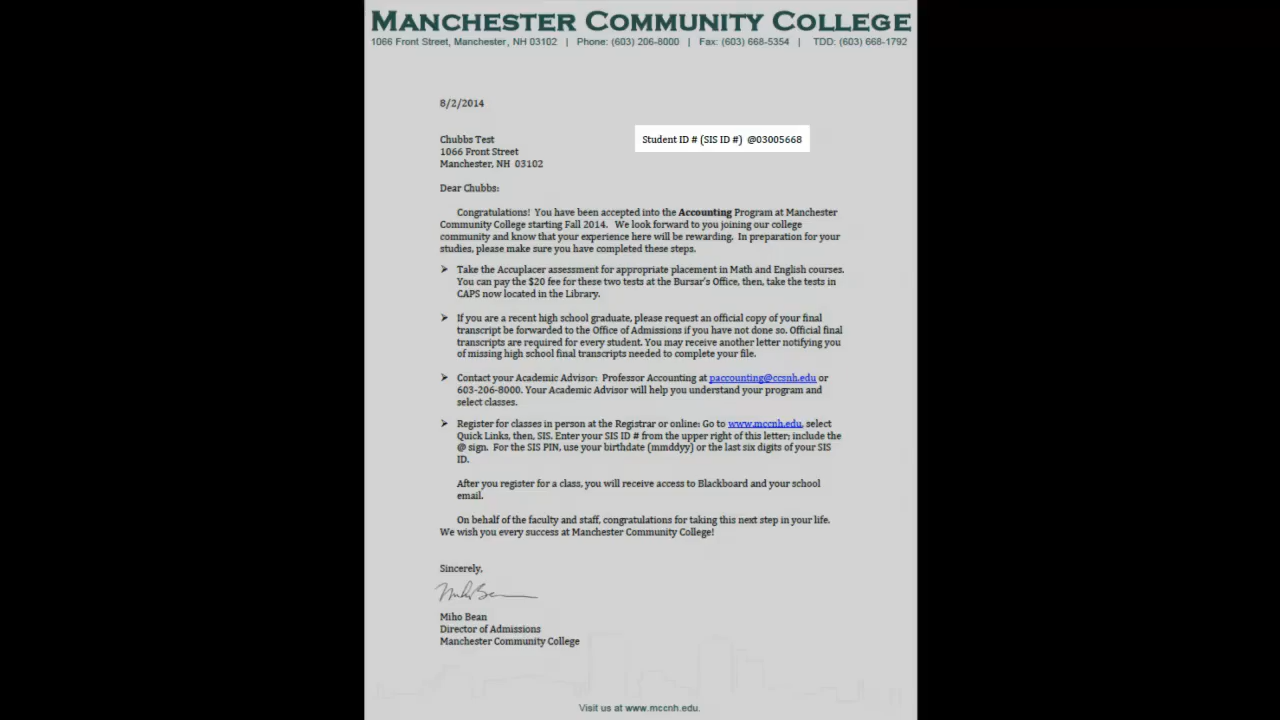 MANCHESTER COMMUNITY COLLEGE
1066 Front Street, Manchester, NH 03102 | Phone: (603) 206-8000 | Fax: (603) 668-5354 | TDD: (603) 668-1792
8/2/2014
Student ID # (SIS ID #) @03005668
Chubbs Test
1066 Front Street
Manchester, NH 03102
Dear Chubbs:
Congratulations! You have been accepted into the Accounting Program at Manchester
Community College starting Fall 2014. We look forward to you joining our college
community and know that your experience here will be rewarding. In preparation for your
studies, please make sure you have completed these steps.
➤ Take the Accuplacer assessment for appropriate placement in Math and English courses.
You can pay the $20 fee for these two tests at the Bursar's Office, then, take the tests in
CAPS now located in the Library.
➤ If you are a recent high school graduate, please request an official copy of your final
transcript be forwarded to the Office of Admissions if you have not done so. Official final
transcripts are required for every student. You may receive another letter notifying you
of missing high school final transcripts needed to complete your file.
➤ Contact your Academic Advisor: Professor Accounting at paccounting@ccsnh.edu or
603-206-8000. Your Academic Advisor will help you understand your program and
select classes.
➤ Register for classes in person at the Registrar or online: Go to www.mccnh.edu, select
Quick Links, then, SIS. Enter your SIS ID # from the upper right of this letter; include the
@ sign. For the SIS PIN, use your birthdate (mmddyy) or the last six digits of your SIS
ID.
After you register for a class, you will receive access to Blackboard and your school
email.
On behalf of the faculty and staff, congratulations for taking this next step in your life.
We wish you every success at Manchester Community College!
Sincerely,
Miho Bean
Miho Bean
Director of Admissions
Manchester Community College
Visit us at www.mccnh.edu.